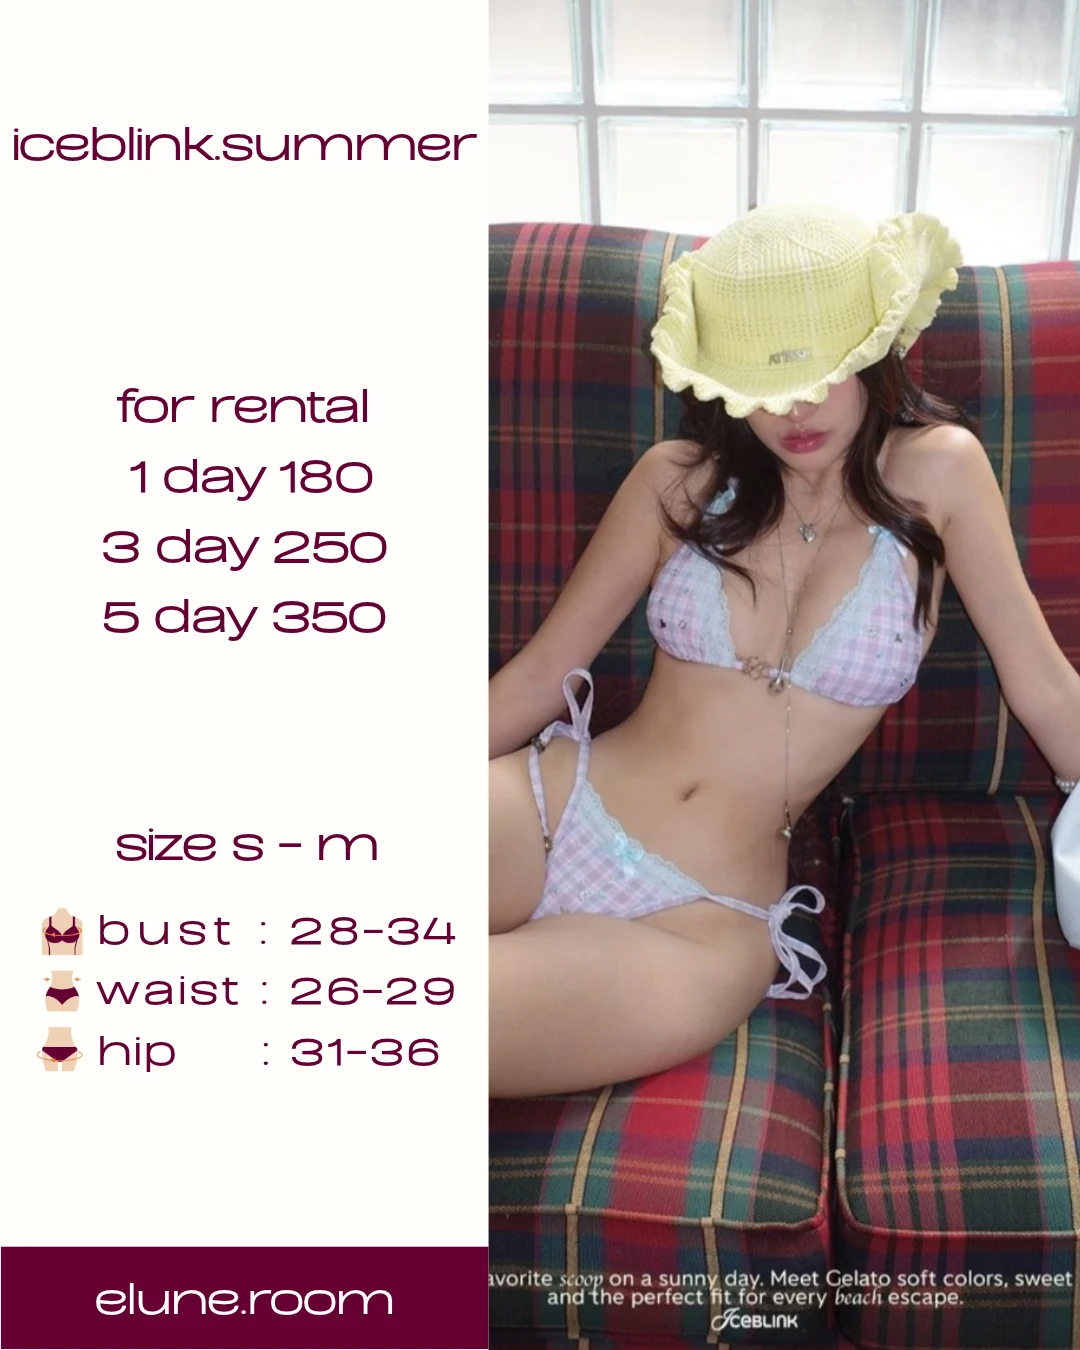 iceblink.summer
for rental
1 day 180
3 day 250
5 day 350
size s - m
bust : 28-34
waist : 26-29
hip : 31-36
elune.room
avorite scoop on a sunny day. Meet Gelato soft colors, sweet
and the perfect fit for every beach escape.
ICEBLINK